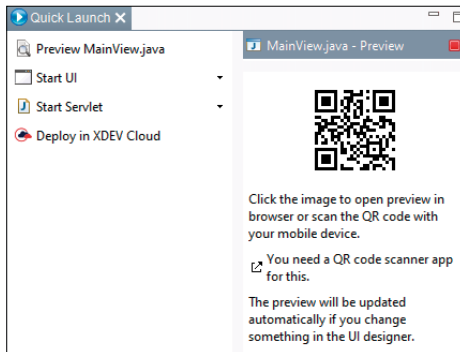 Quick Launch
Preview MainView.java
Start UI
Start Servlet
Deploy in XDEV Cloud
MainView.java - Preview
Click the image to open preview in
browser or scan the QR code with
your mobile device.
You need a QR code scanner app
for this.
The preview will be updated
automatically if you change
something in the UI designer.